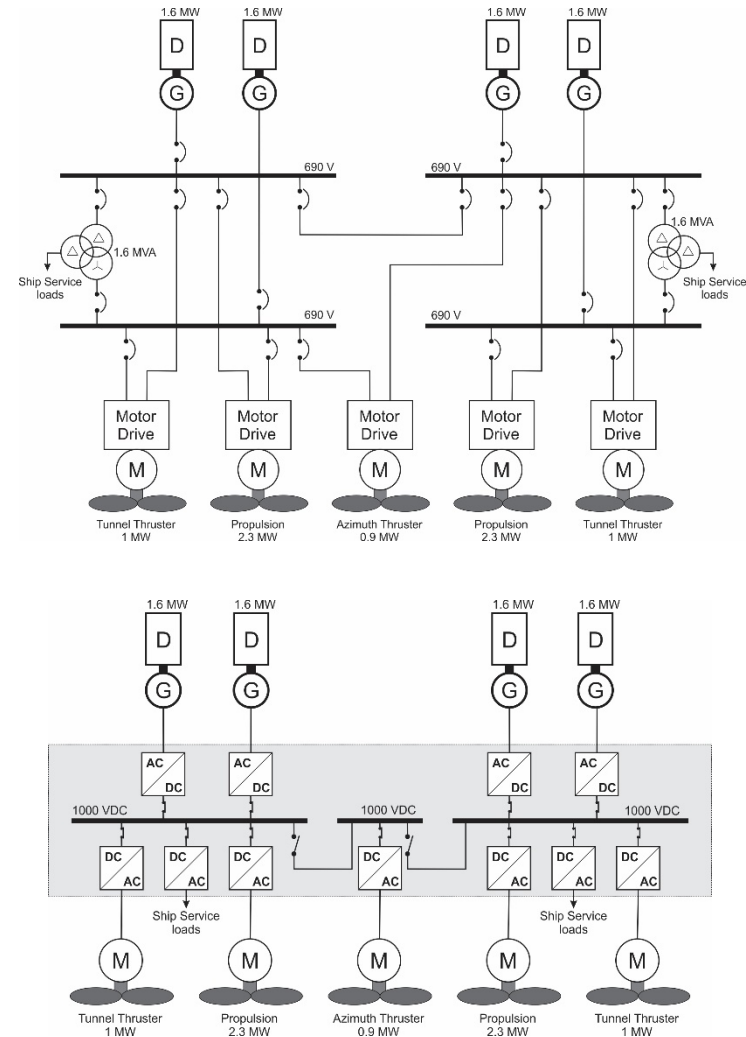 1.6 MW 1.6 MW 1.6 MW 1.6 MW
D D D D
G G G G
690 V 690 V
1.6 MVA 1.6 MVA
Ship Service
loads
Ship Service
loads
690 V 690 V
Motor
Drive
Motor
Drive
Motor
Drive
Motor
Drive
Motor
Drive
M M M M M
Tunnel Thruster
1 MW
Propulsion
2.3 MW
Azimuth Thruster
0.9 MW
Propulsion
2.3 MW
Tunnel Thruster
1 MW
1.6 MW 1.6 MW 1.6 MW 1.6 MW
D D D D
G G G G
AC
DC
AC
DC
AC
DC
AC
DC
1000 VDC 1000 VDC 1000 VDC
DC
AC
DC
AC
DC
AC
DC
AC
DC
AC
DC
AC
DC
AC
Ship Service
loads
Ship Service
loads
M M M M M
Tunnel Thruster
1 MW
Propulsion
2.3 MW
Azimuth Thruster
0.9 MW
Propulsion
2.3 MW
Tunnel Thruster
1 MW